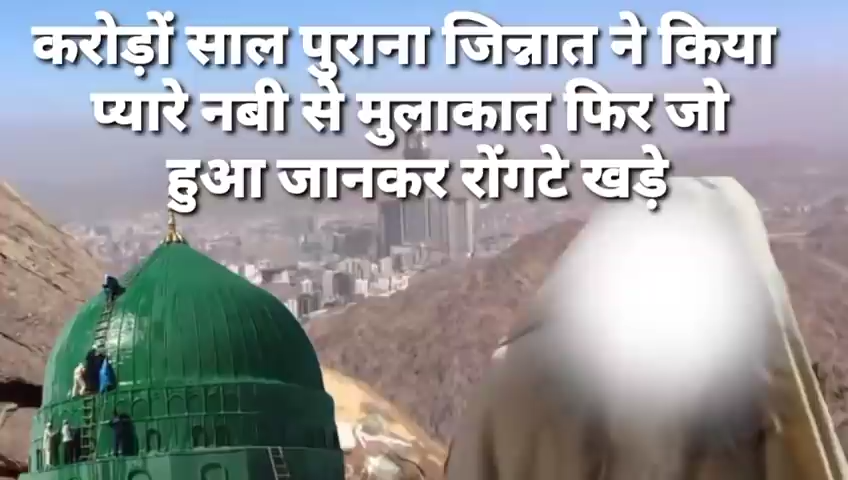 करोड़ों साल पुराना जिन्नात ने किया
प्यारे नबी से मुलाकात फिर जो
हुआ जानकर रोंगटे खड़े